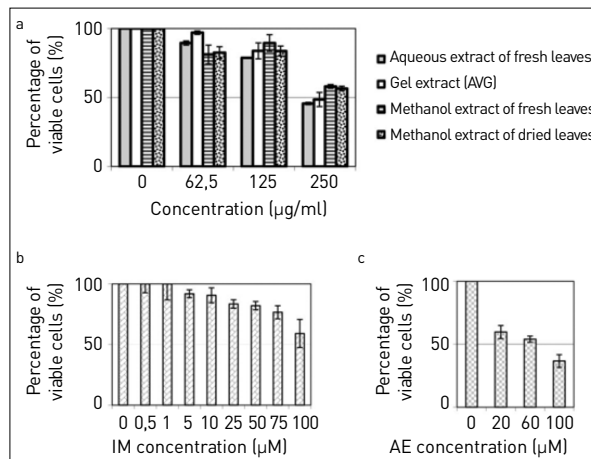 a
Percentage of
viable cells (%)
100
50
0
0 62,5 125 250
Concentration (µg/ml)
Aqueous extract of fresh leaves
Gel extract (AVG)
Methanol extract of fresh leaves
Methanol extract of dried leaves
b
Percentage of
viable cells (%)
100
50
0
0 0,5 1 5 10 25 50 75 100
IM concentration (µM)
c
Percentage of
viable cells (%)
100
50
0
0 20 60 100
AE concentration (µM)